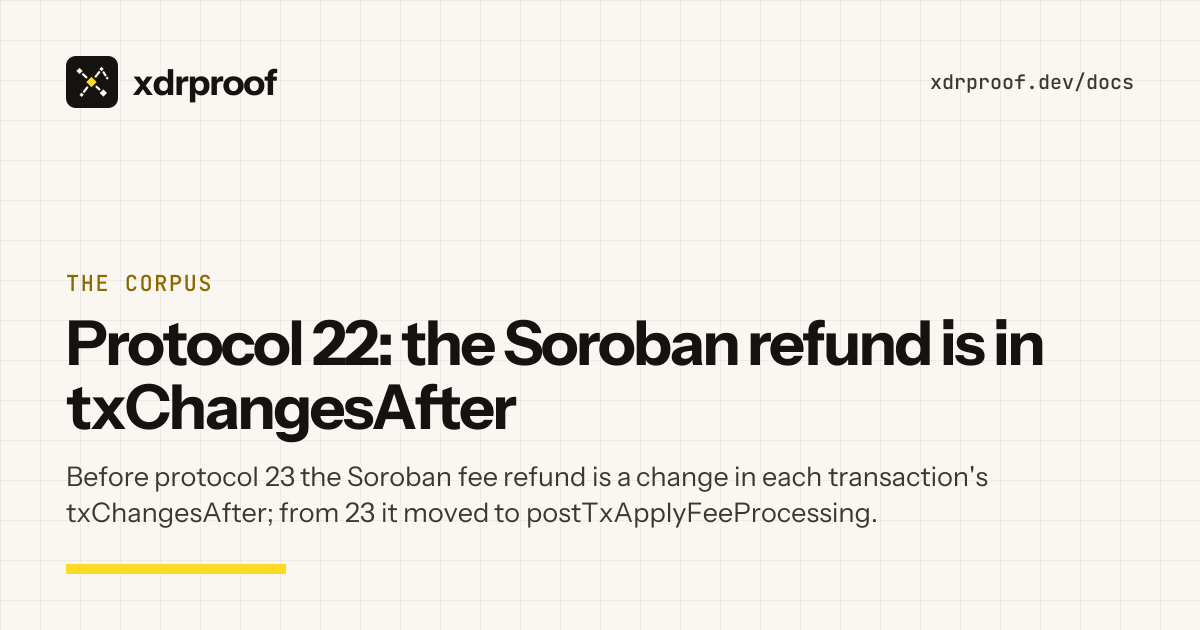 xdrproof
xdrproof.dev/docs
THE CORPUS
Protocol 22: the Soroban refund is in
txChangesAfter
Before protocol 23 the Soroban fee refund is a change in each transaction's
txChangesAfter; from 23 it moved to postTxApplyFeeProcessing.